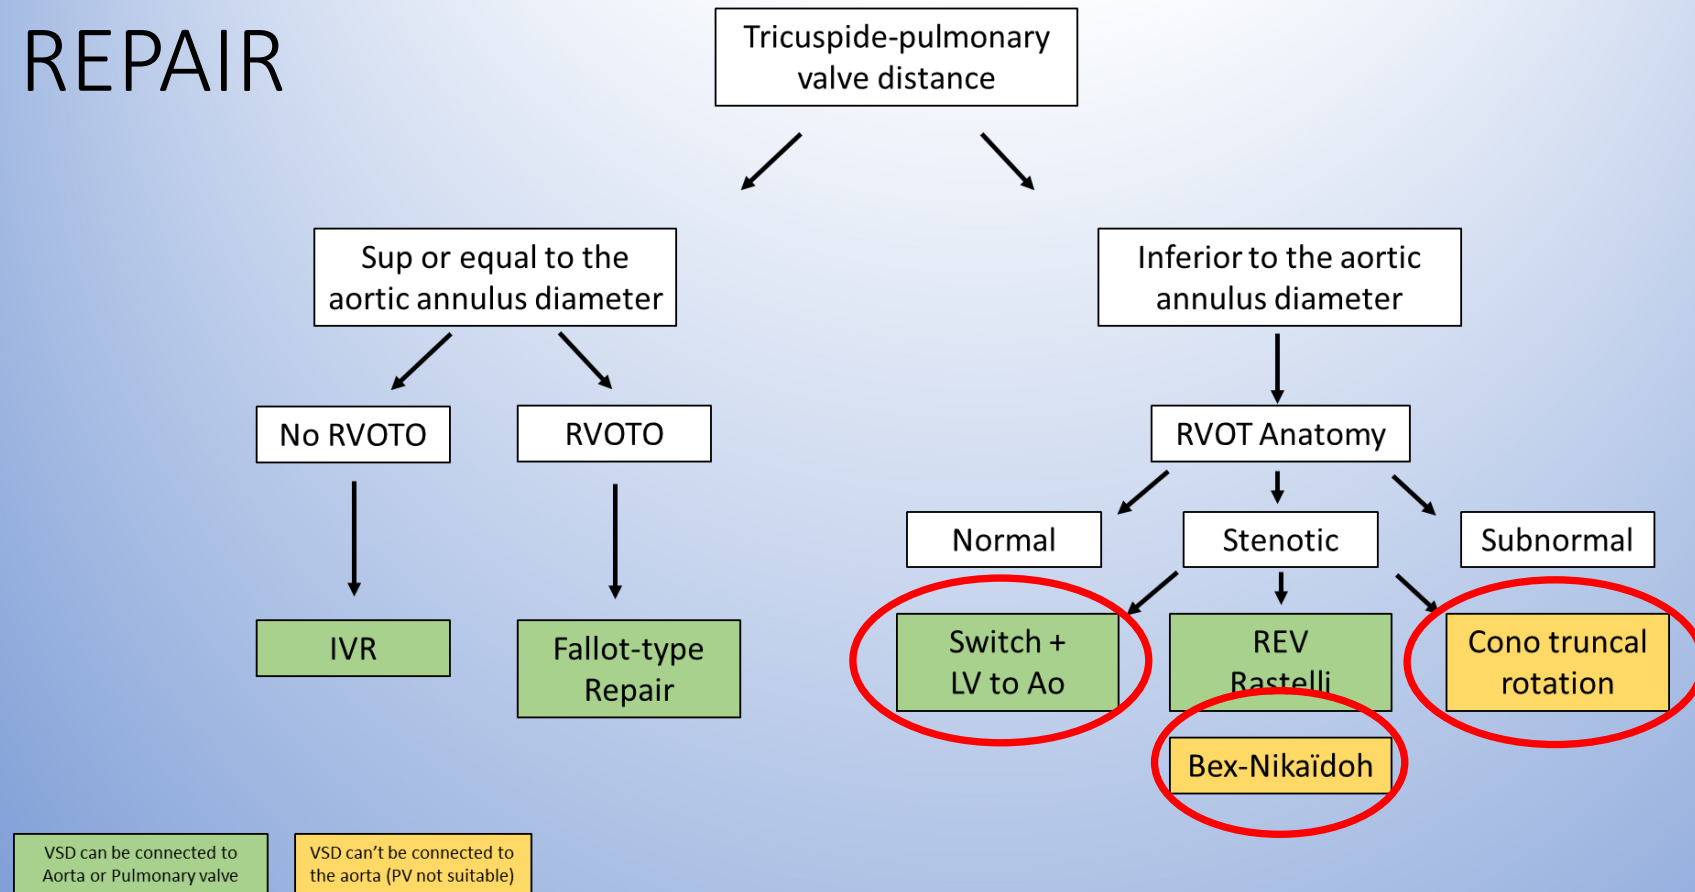 REPAIR
Tricuspide-pulmonary
valve distance
Sup or equal to the
aortic annulus diameter
Inferior to the aortic
annulus diameter
No RVOTO
RVOTO
RVOT Anatomy
Normal
Stenotic
Subnormal
IVR
Fallot-type
Repair
Switch +
LV to Ao
REV
Rastelli
Cono truncal
rotation
Bex-Nikaïdoh
VSD can be connected to
Aorta or Pulmonary valve
VSD can't be connected to
the aorta (PV not suitable)